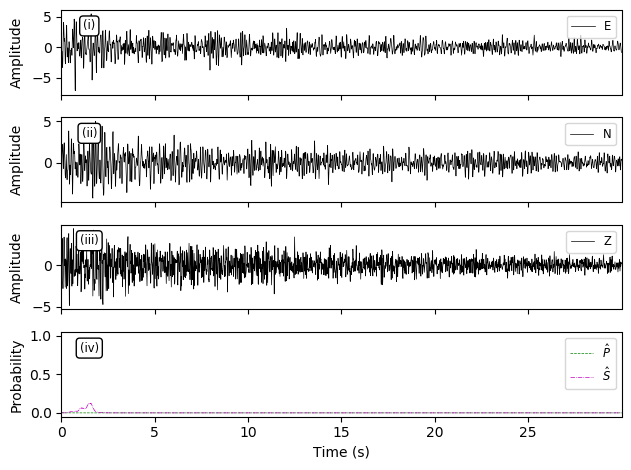 (i)
E
5
0
−5
Amplitude
(ii)
N
5
0
Amplitude
(iii)
Z
0
−5
Amplitude
(iv)
P̂
Ŝ
1.0
0.5
0.0
Probability
0 5 10 15 20 25
Time (s)